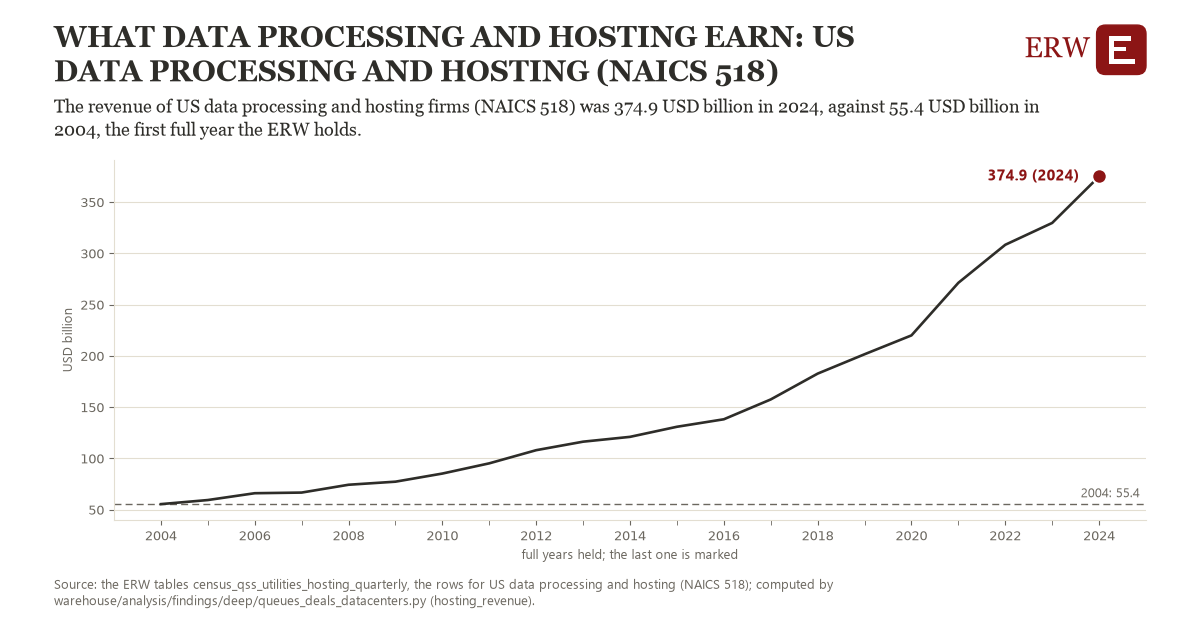 WHAT DATA PROCESSING AND HOSTING EARN: US
DATA PROCESSING AND HOSTING (NAICS 518)
ERW E
The revenue of US data processing and hosting firms (NAICS 518) was 374.9 USD billion in 2024, against 55.4 USD billion in
2004, the first full year the ERW holds.
374.9 (2024)
350
300
250
200
150
100
50
USD billion
2004: 55.4
2004 2006 2008 2010 2012 2014 2016 2018 2020 2022 2024
full years held; the last one is marked
Source: the ERW tables census_qss_utilities_hosting_quarterly, the rows for US data processing and hosting (NAICS 518); computed by
warehouse/analysis/findings/deep/queues_deals_datacenters.py (hosting_revenue).